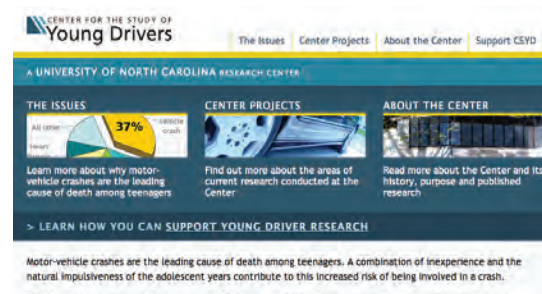 CENTER FOR THE STUDY OF
Young Drivers
The Issues Center Projects About the Center Support CSYD
A UNIVERSITY OF NORTH CAROLINA RESEARCH CENTER
THE ISSUES
All other
37%
vehicle
crash
Heart
Learn more about why motor-
vehicle crashes are the leading
cause of death among teenagers
CENTER PROJECTS
Find out more about the areas of
current research conducted at the
Center
ABOUT THE CENTER
Read more about the Center and its
history, purpose and published
research
> LEARN HOW YOU CAN SUPPORT YOUNG DRIVER RESEARCH
Motor-vehicle crashes are the leading cause of death among teenagers. A combination of inexperience and the
natural impulsiveness of the adolescent years contribute to this increased risk of being involved in a crash.